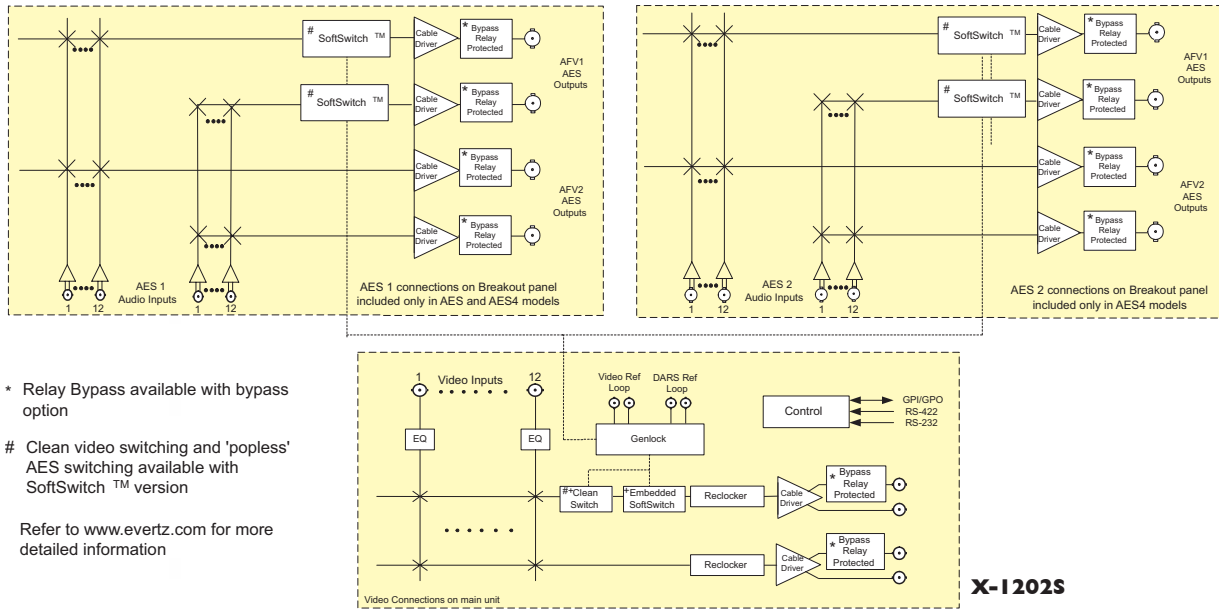 # SoftSwitch TM
Cable Driver
* Bypass Relay Protected
AFV1 AES Outputs
# SoftSwitch TM
Cable Driver
* Bypass Relay Protected
Cable Driver
* Bypass Relay Protected
AFV2 AES Outputs
Cable Driver
* Bypass Relay Protected
AES 1
Audio Inputs
1 12
1 12
AES 1 connections on Breakout panel
included only in AES and AES4 models
# SoftSwitch TM
Cable Driver
* Bypass Relay Protected
AFV1 AES Outputs
# SoftSwitch TM
Cable Driver
* Bypass Relay Protected
Cable Driver
* Bypass Relay Protected
AFV2 AES Outputs
Cable Driver
* Bypass Relay Protected
AES 2
Audio Inputs
1 12
1 12
AES 2 connections on Breakout panel
included only in AES4 models
* Relay Bypass available with bypass
option
# Clean video switching and 'popless'
AES switching available with
SoftSwitch TM version
Refer to www.evertz.com for more
detailed information
1 Video Inputs 12
Video Ref Loop
DARS Ref Loop
EQ
EQ
Genlock
Control
GPI/GPO
RS-422
RS-232
#+Clean Switch
+Embedded SoftSwitch
Reclocker
Cable Driver
* Bypass Relay Protected
Reclocker
Cable Driver
* Bypass Relay Protected
Video Connections on main unit
X-1202S